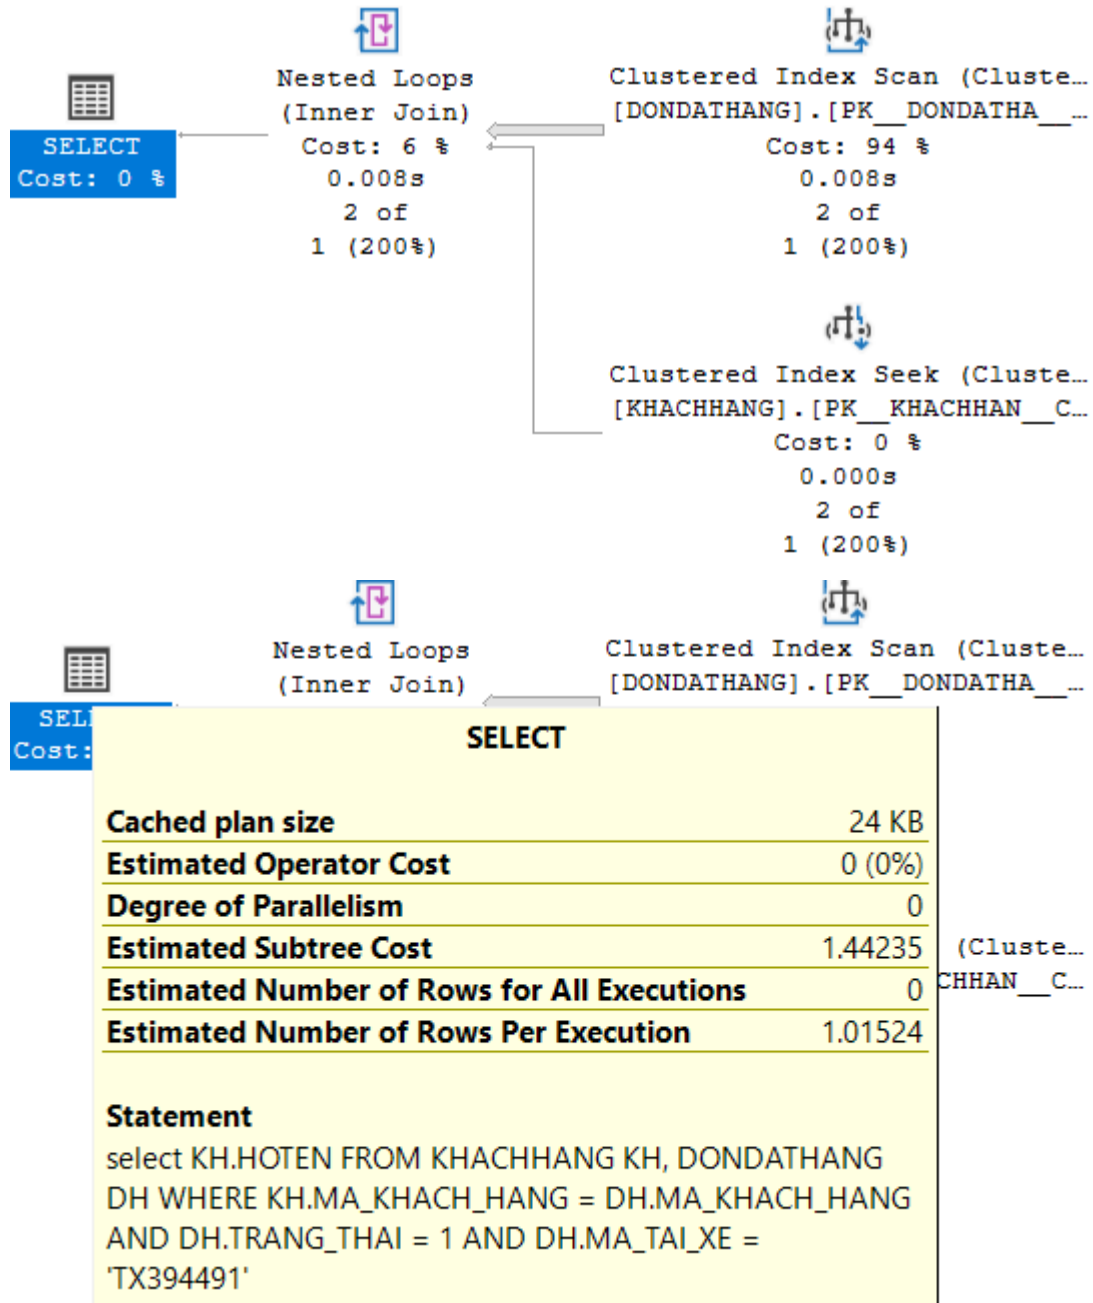 Nested Loops
(Inner Join)
Cost: 6 %
0.008s
2 of
1 (200%)
Clustered Index Scan (Cluste…
[DONDATHANG].[PK__DONDATHA__…
Cost: 94 %
0.008s
2 of
1 (200%)
SELECT
Cost: 0 %
Clustered Index Seek (Cluste…
[KHACHHANG].[PK__KHACHHAN__C…
Cost: 0 %
0.000s
2 of
1 (200%)
Nested Loops
(Inner Join)
Clustered Index Scan (Cluste…
[DONDATHANG].[PK__DONDATHA__…
SEL
Cost:
SELECT
Cached plan size 24 KB
Estimated Operator Cost 0 (0%)
Degree of Parallelism 0
Estimated Subtree Cost 1.44235
Estimated Number of Rows for All Executions 0
Estimated Number of Rows Per Execution 1.01524
(Cluste…
CHHAN__C…
Statement
select KH.HOTEN FROM KHACHHANG KH, DONDATHANG
DH WHERE KH.MA_KHACH_HANG = DH.MA_KHACH_HANG
AND DH.TRANG_THAI = 1 AND DH.MA_TAI_XE =
'TX394491'